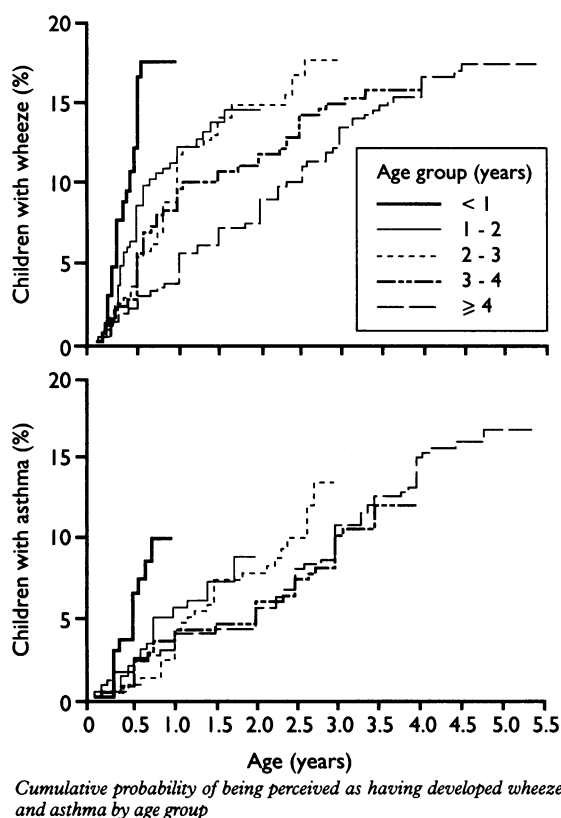 20
15
10
5
0
Children with wheeze (%)
Age group (years)
< 1
1 - 2
2 - 3
3 - 4
⩾ 4
20
15
10
5
0
Children with asthma (%)
0 0.5 1.0 1.5 2.0 2.5 3.0 3.5 4.0 4.5 5.0 5.5
Age (years)
Cumulative probability of being perceived as having developed wheeze
and asthma by age group